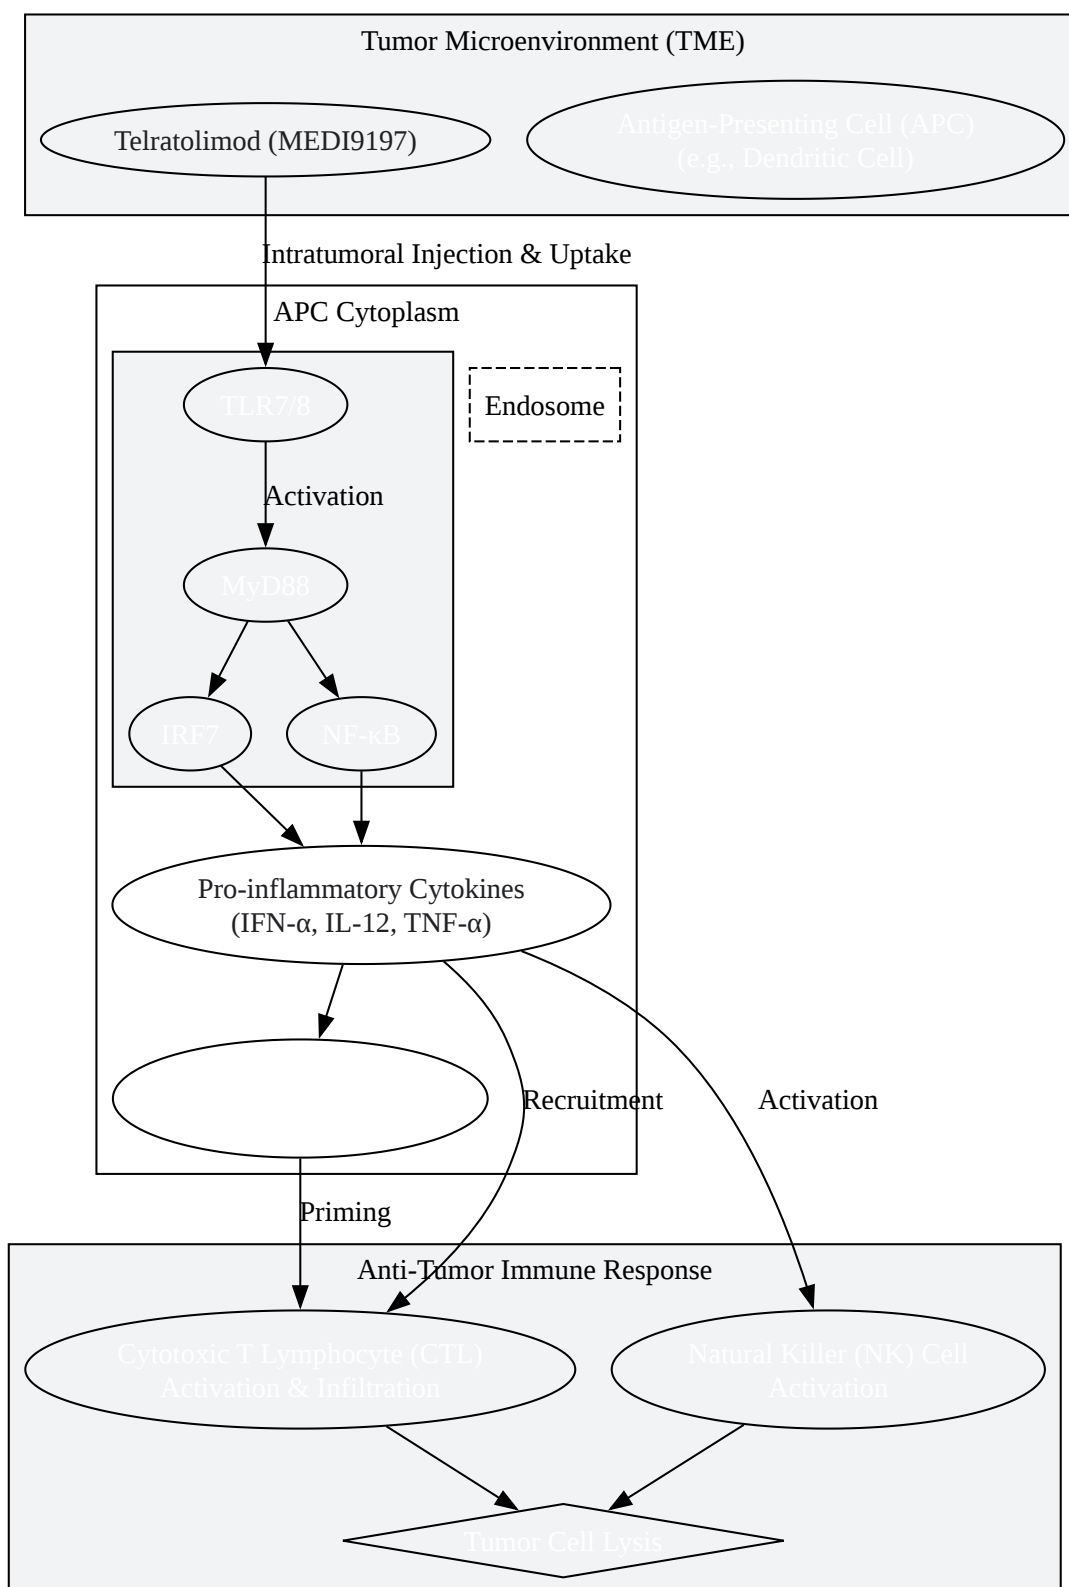 Tumor Microenvironment (TME)
Telratolimod (MEDI9197)
Antigen-Presenting Cell (APC)
(e.g., Dendritic Cell)
Intratumoral Injection & Uptake
APC Cytoplasm
TLR7/8
Endosome
Activation
MyD88
IRF7
NF-κB
Pro-inflammatory Cytokines
(IFN-α, IL-12, TNF-α)
Recruitment
Activation
Priming
Anti-Tumor Immune Response
Cytotoxic T Lymphocyte (CTL)
Activation & Infiltration
Natural Killer (NK) Cell
Activation
Tumor Cell Lysis